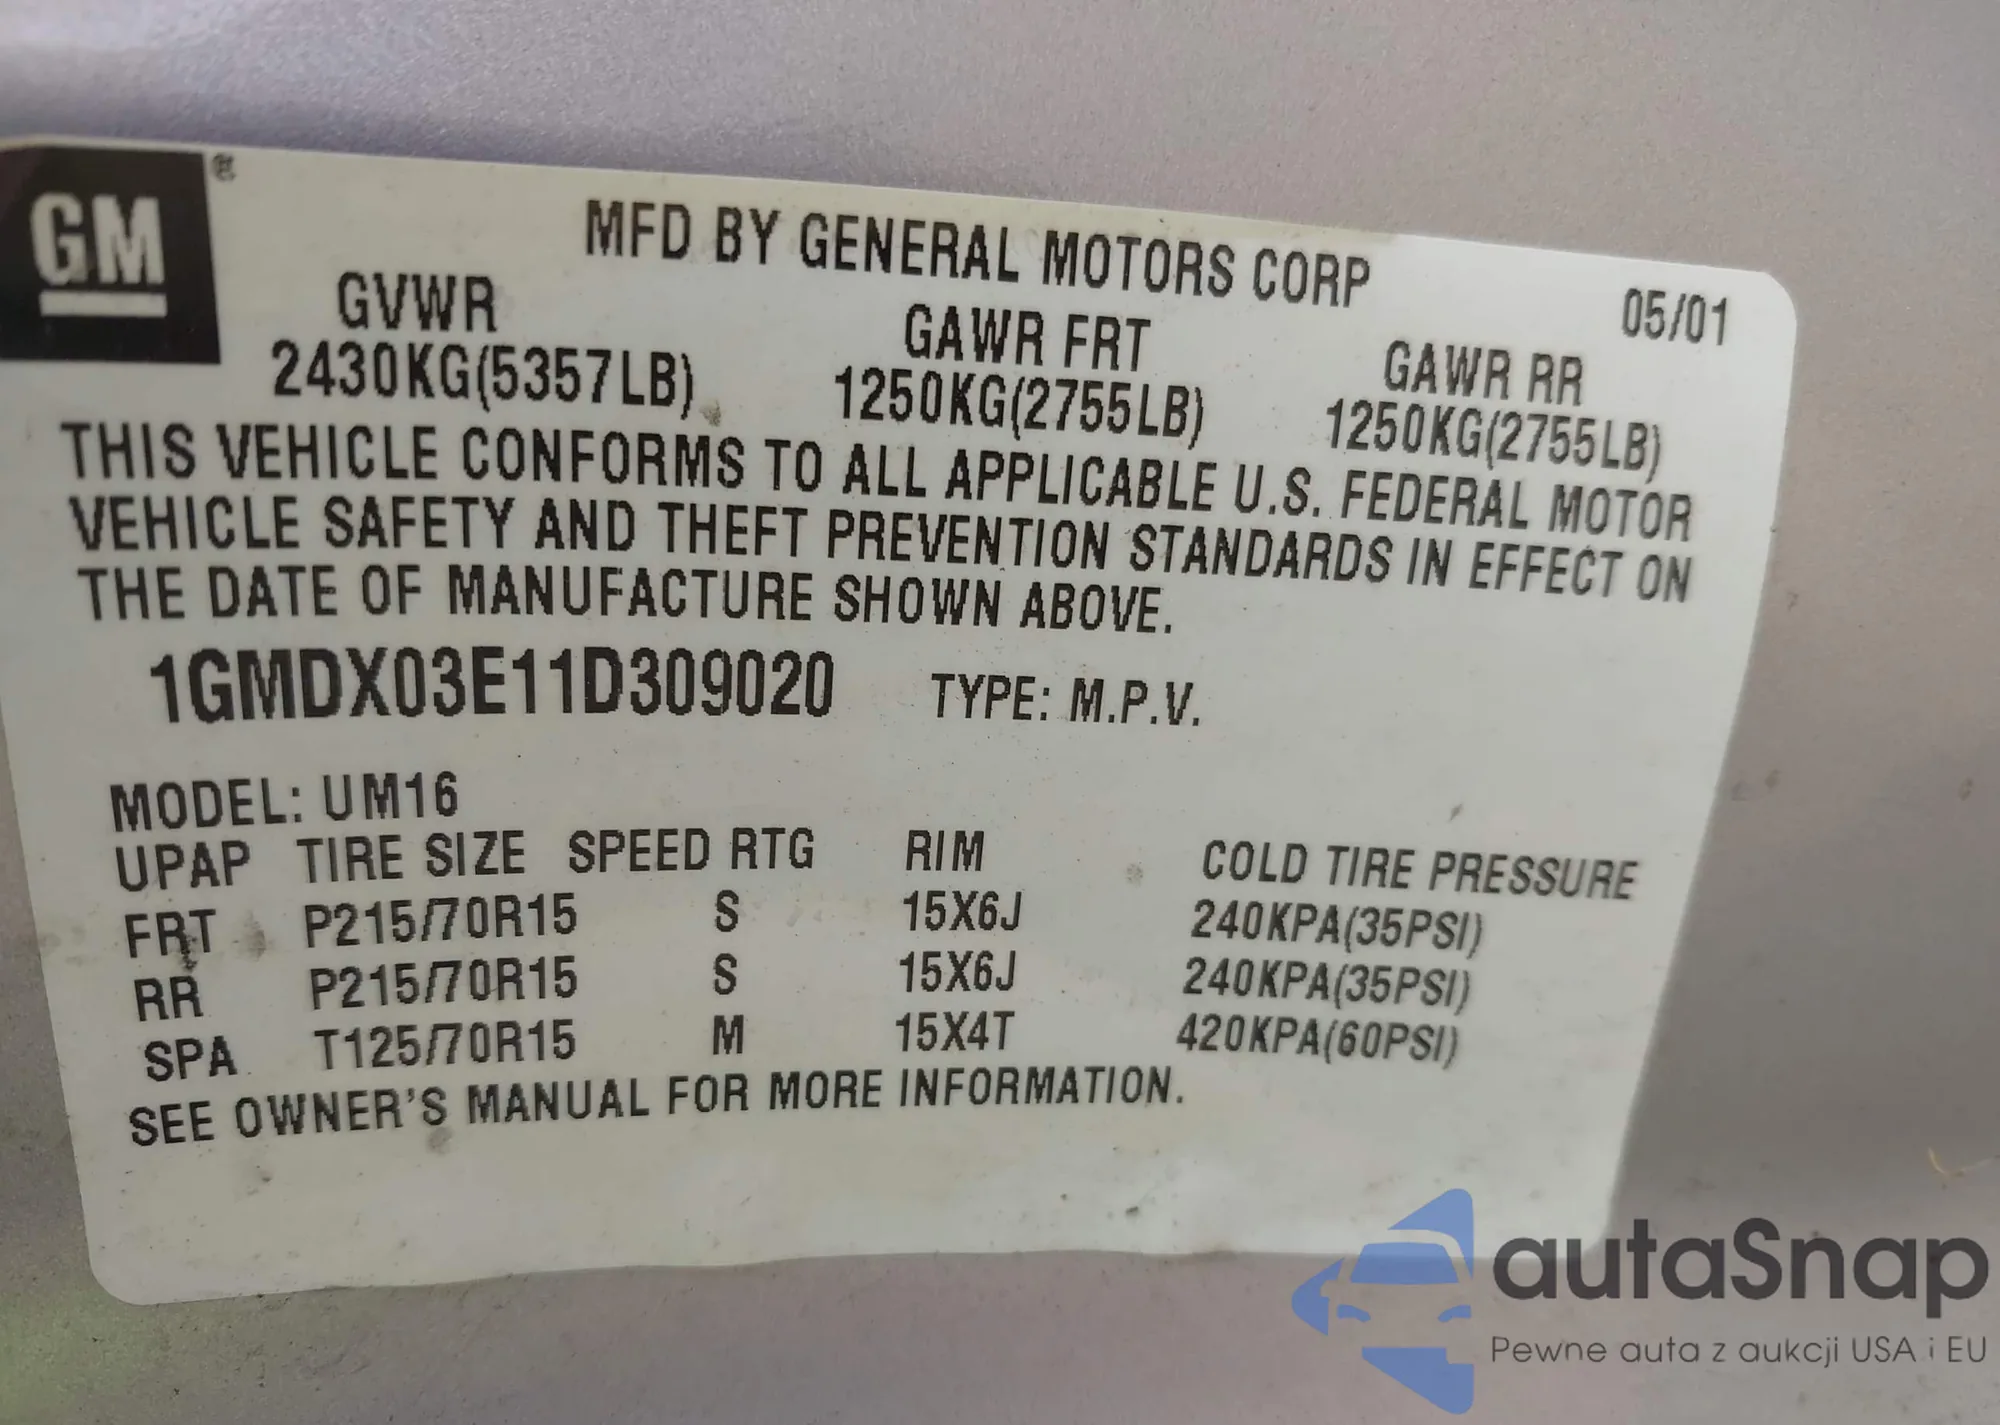 GM®
MFD BY GENERAL MOTORS CORP 05/01
GVWR GAWR FRT GAWR RR
2430KG(5357LB) 1250KG(2755LB) 1250KG(2755LB)
THIS VEHICLE CONFORMS TO ALL APPLICABLE U.S. FEDERAL MOTOR
VEHICLE SAFETY AND THEFT PREVENTION STANDARDS IN EFFECT ON
THE DATE OF MANUFACTURE SHOWN ABOVE.
1GMDX03E11D309020 TYPE: M.P.V.
MODEL: UM16
UPAP TIRE SIZE SPEED RTG RIM COLD TIRE PRESSURE
FRT P215/70R15 S 15X6J 240KPA(35PSI)
RR P215/70R15 S 15X6J 240KPA(35PSI)
SPA T125/70R15 M 15X4T 420KPA(60PSI)
SEE OWNER'S MANUAL FOR MORE INFORMATION.
autaSnap
Pewne auta z aukcji USA i EU